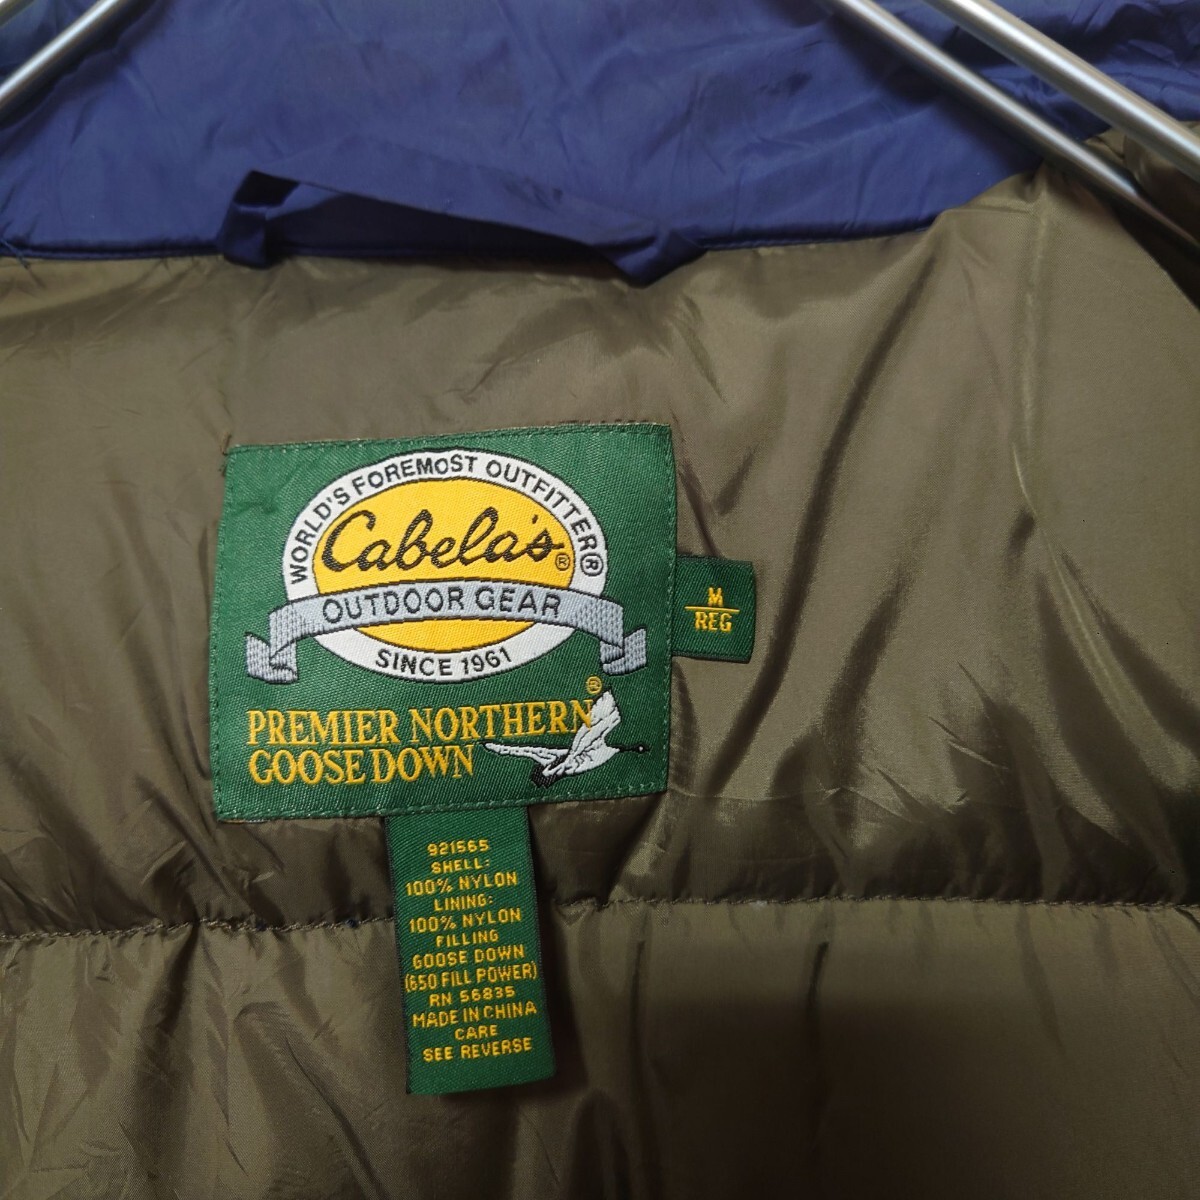 WORLD'S FOREMOST OUTFITTER®
Cabela's®
OUTDOOR GEAR
SINCE 1961
PREMIER NORTHERN®
GOOSE DOWN
M
REG
921565
SHELL:
100% NYLON
LINING:
100% NYLON
FILLING
GOOSE DOWN
(650 FILL POWER)
RN 56835
MADE IN CHINA
CARE
SEE REVERSE